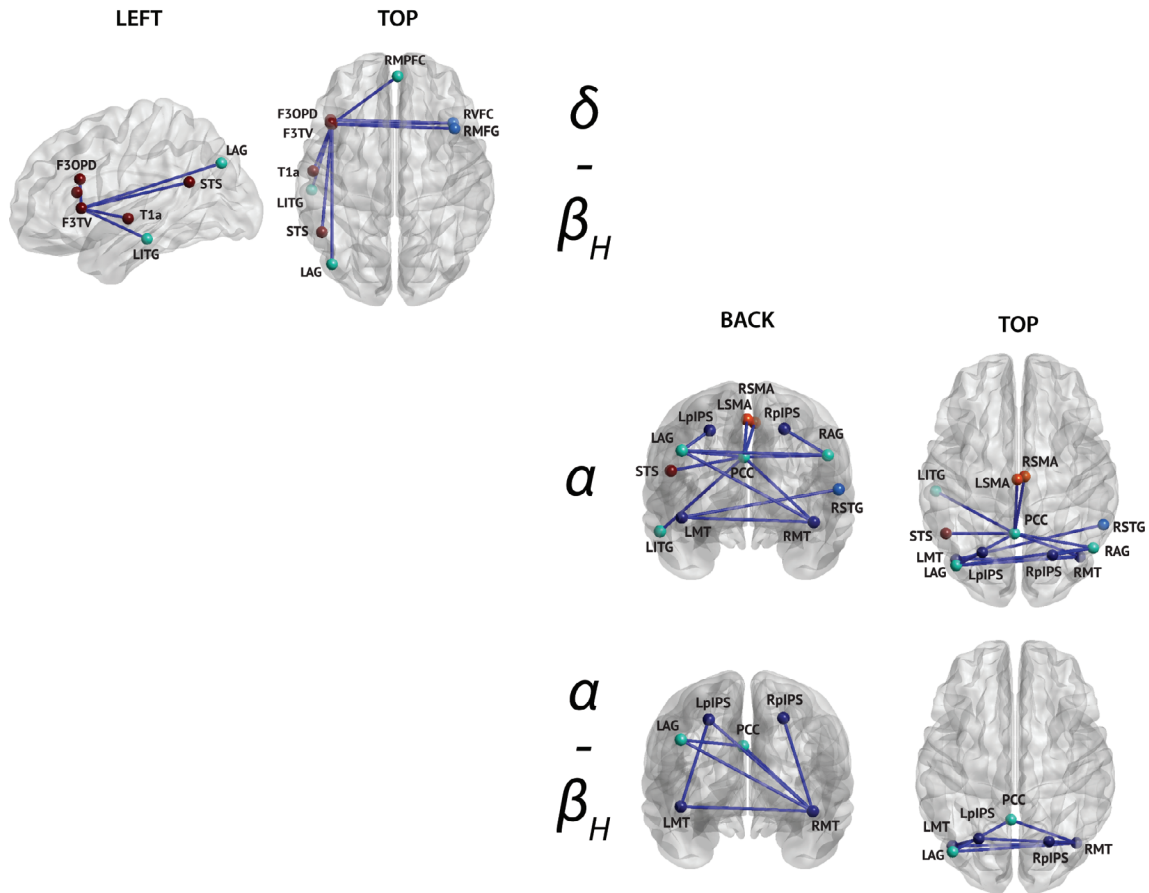 LEFT TOP
RMPFC
F3OPD RVFC
F3TV RMFG
T1a
LITG
STS
LAG
F3OPD LAG
STS
F3TV T1a
LITG
δ
-
βH
BACK TOP
RSMA
LSMA
LpIPS RpIPS
LAG RAG
STS PCC
RSTG
LMT RMT
LITG
α
RSMA
LITG LSMA
PCC
STS RSTG
LMT RAG
LAG LpIPS RpIPS RMT
α
-
βH
LpIPS RpIPS
LAG PCC
LMT RMT
PCC
LpIPS
LMT
LAG RpIPS RMT